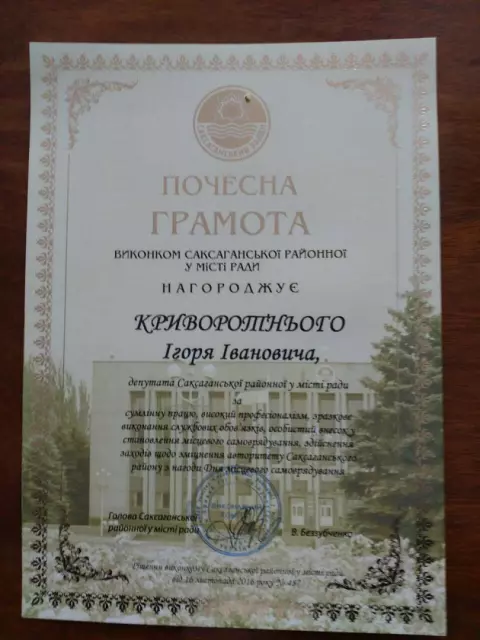 САКСАГАНСЬКИЙ РАЙОН
ПОЧЕСНА
ГРАМОТА
ВИКОНКОМ САКСАГАНСЬКОЇ РАЙОННОЇ
У МІСТІ РАДИ
НАГОРОДЖУЄ
КРИВОРОТНЬОГО
Ігоря Івановича,
депутата Саксаганської районної у місті ради
за
сумлінну працю, високий професіоналізм, зразкове
виконання службових обов'язків, особистий внесок у
становлення місцевого самоврядування, здійснення
заходів щодо зміцнення авторитету Саксаганського
району з нагоди Дня місцевого самоврядування
Голова Саксаганської
районної у місті ради
В. Беззубченко
Рішення виконкому Саксаганської районної у місті ради
від 16 листопада 2016 року №